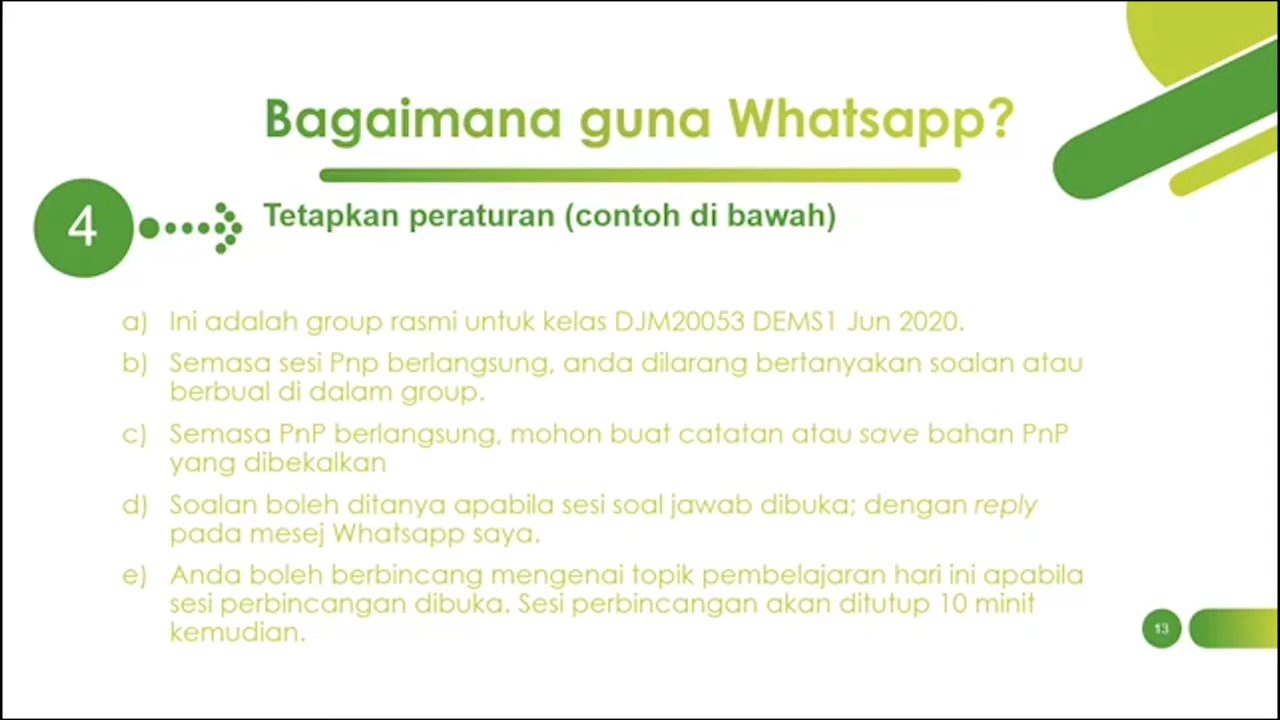 Bagaimana guna Whatsapp?
4
Tetapkan peraturan (contoh di bawah)
a) Ini adalah group rasmi untuk kelas DJM20053 DEMS1 Jun 2020.
b) Semasa sesi Pnp berlangsung, anda dilarang bertanyakan soalan atau
berbual di dalam group.
c) Semasa PnP berlangsung, mohon buat catatan atau save bahan PnP
yang dibekalkan
d) Soalan boleh ditanya apabila sesi soal jawab dibuka; dengan reply
pada mesej Whatsapp saya.
e) Anda boleh berbincang mengenai topik pembelajaran hari ini apabila
sesi perbincangan dibuka. Sesi perbincangan akan ditutup 10 minit
kemudian.
13